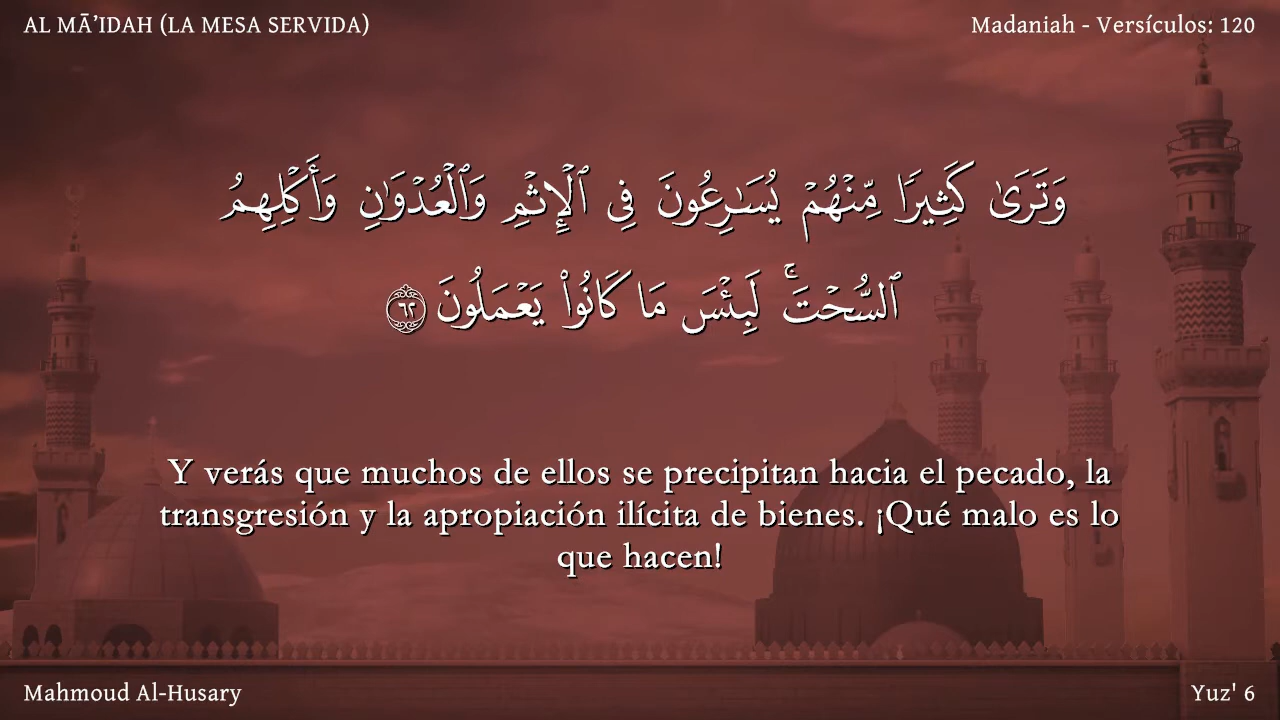 AL MĀ’IDAH (LA MESA SERVIDA)
Madaniah - Versículos: 120
وَتَرَىٰ كَثِيرًا مِّنْهُمْ يُسَـٰرِعُونَ فِى ٱلْإِثْمِ وَٱلْعُدْوَٰنِ وَأَكْلِهِمُ
ٱلسُّحْتَ ۚ لَبِئْسَ مَا كَانُوا۟ يَعْمَلُونَ ٦٢
Y verás que muchos de ellos se precipitan hacia el pecado, la
transgresión y la apropiación ilícita de bienes. ¡Qué malo es lo
que hacen!
Mahmoud Al-Husary
Yuz' 6